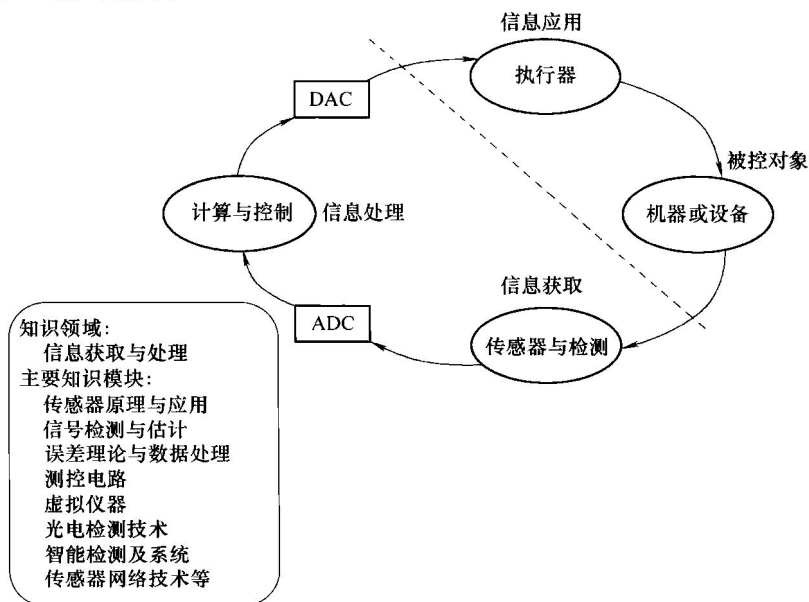 信息应用
执行器
DAC
被控对象
计算与控制
信息处理
机器或设备
信息获取
ADC
传感器与检测
知识领域:
信息获取与处理
主要知识模块:
传感器原理与应用
信号检测与估计
误差理论与数据处理
测控电路
虚拟仪器
光电检测技术
智能检测及系统
传感器网络技术等